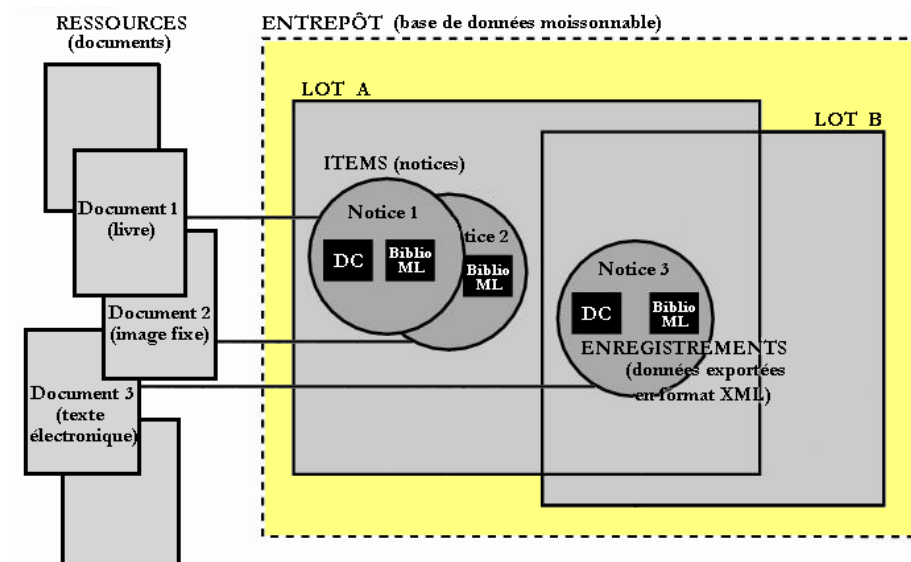 RESSOURCES
(documents)
ENTREPÔT (base de données moissonnable)
LOT A
LOT B
ITEMS (notices)
Document 1
(livre)
Notice 1
DC
Biblio
ML
tice 2
Biblio
ML
Document 2
(image fixe)
Notice 3
DC
Biblio
ML
ENREGISTREMENTS
(données exportées
en format XML)
Document 3
(texte
électronique)